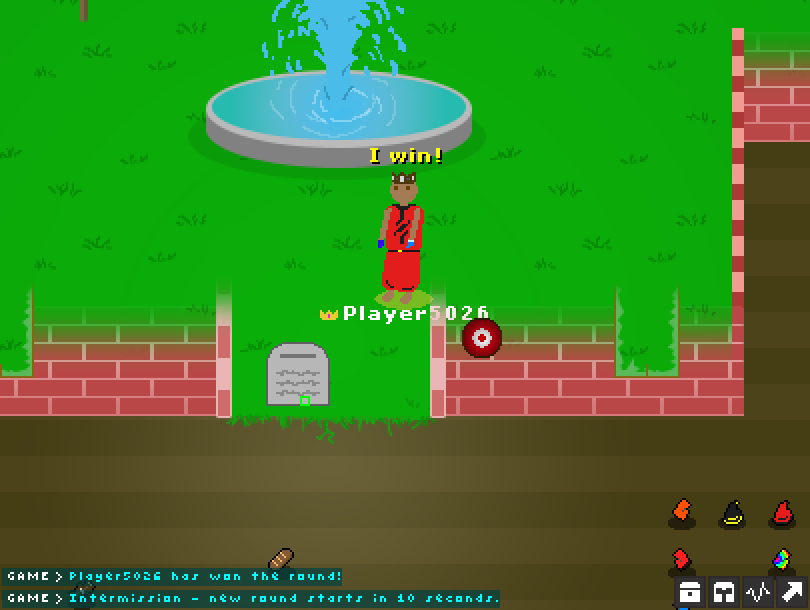 I win!
Player5026
GAME > Player5026 has won the round!
GAME > Intermission - new round starts in 10 seconds.